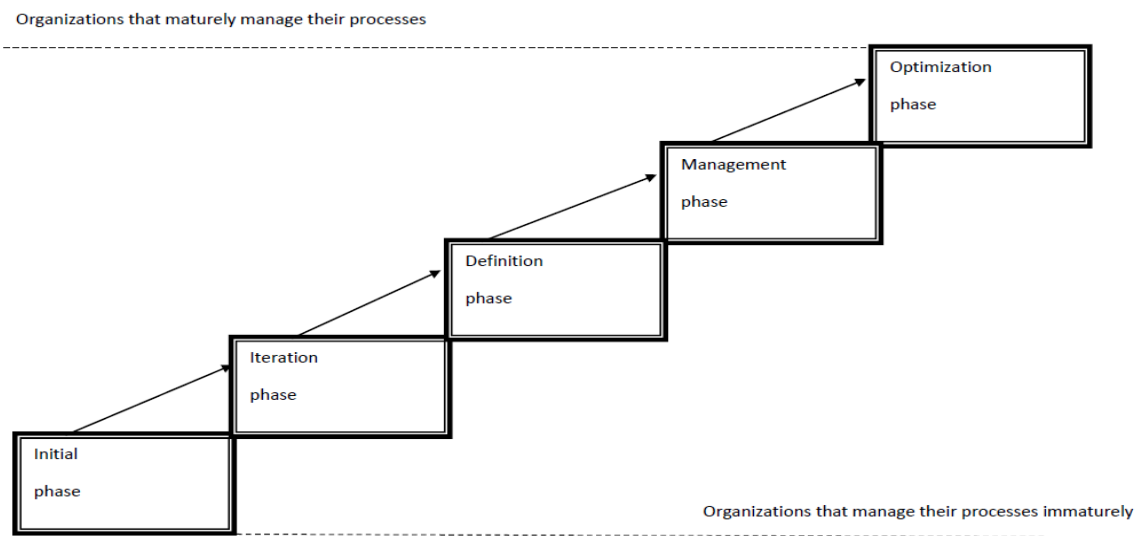 Organizations that maturely manage their processes
Optimization
phase
Management
phase
Definition
phase
Iteration
phase
Initial
phase
Organizations that manage their processes immaturely